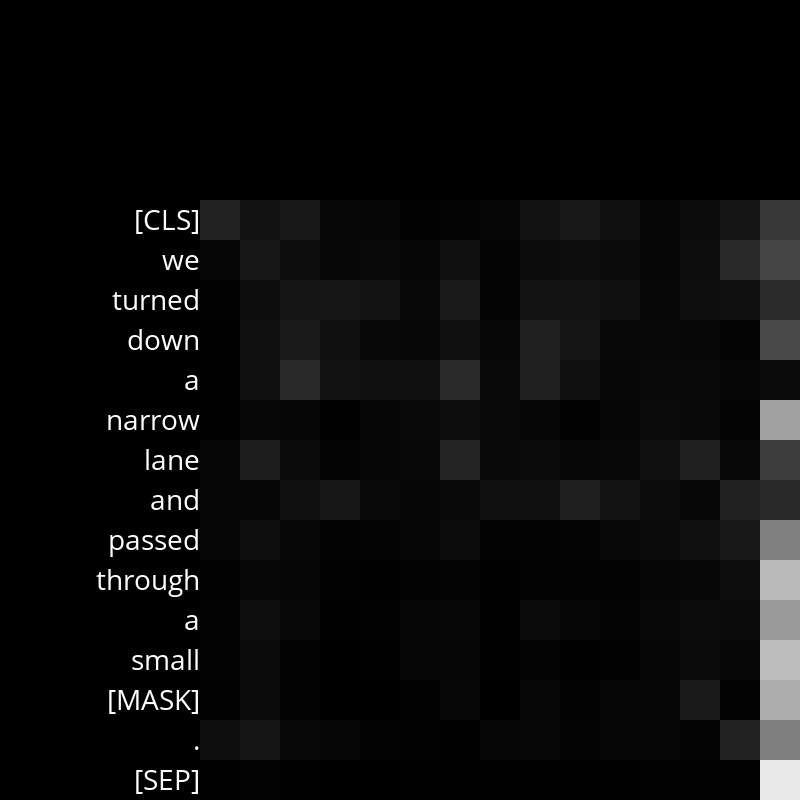 [CLS]
we
turned
down
a
narrow
lane
and
passed
through
a
small
[MASK]
.
[SEP]